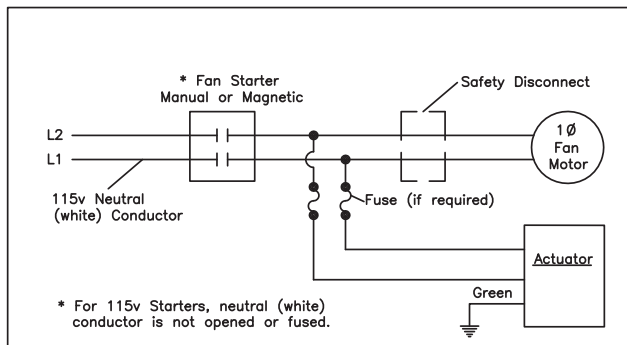 * Fan Starter
Manual or Magnetic
Safety Disconnect
L2
L1
1Ø
Fan
Motor
115v Neutral
(white) Conductor
Fuse (if required)
Actuator
Green
* For 115v Starters, neutral (white)
conductor is not opened or fused.